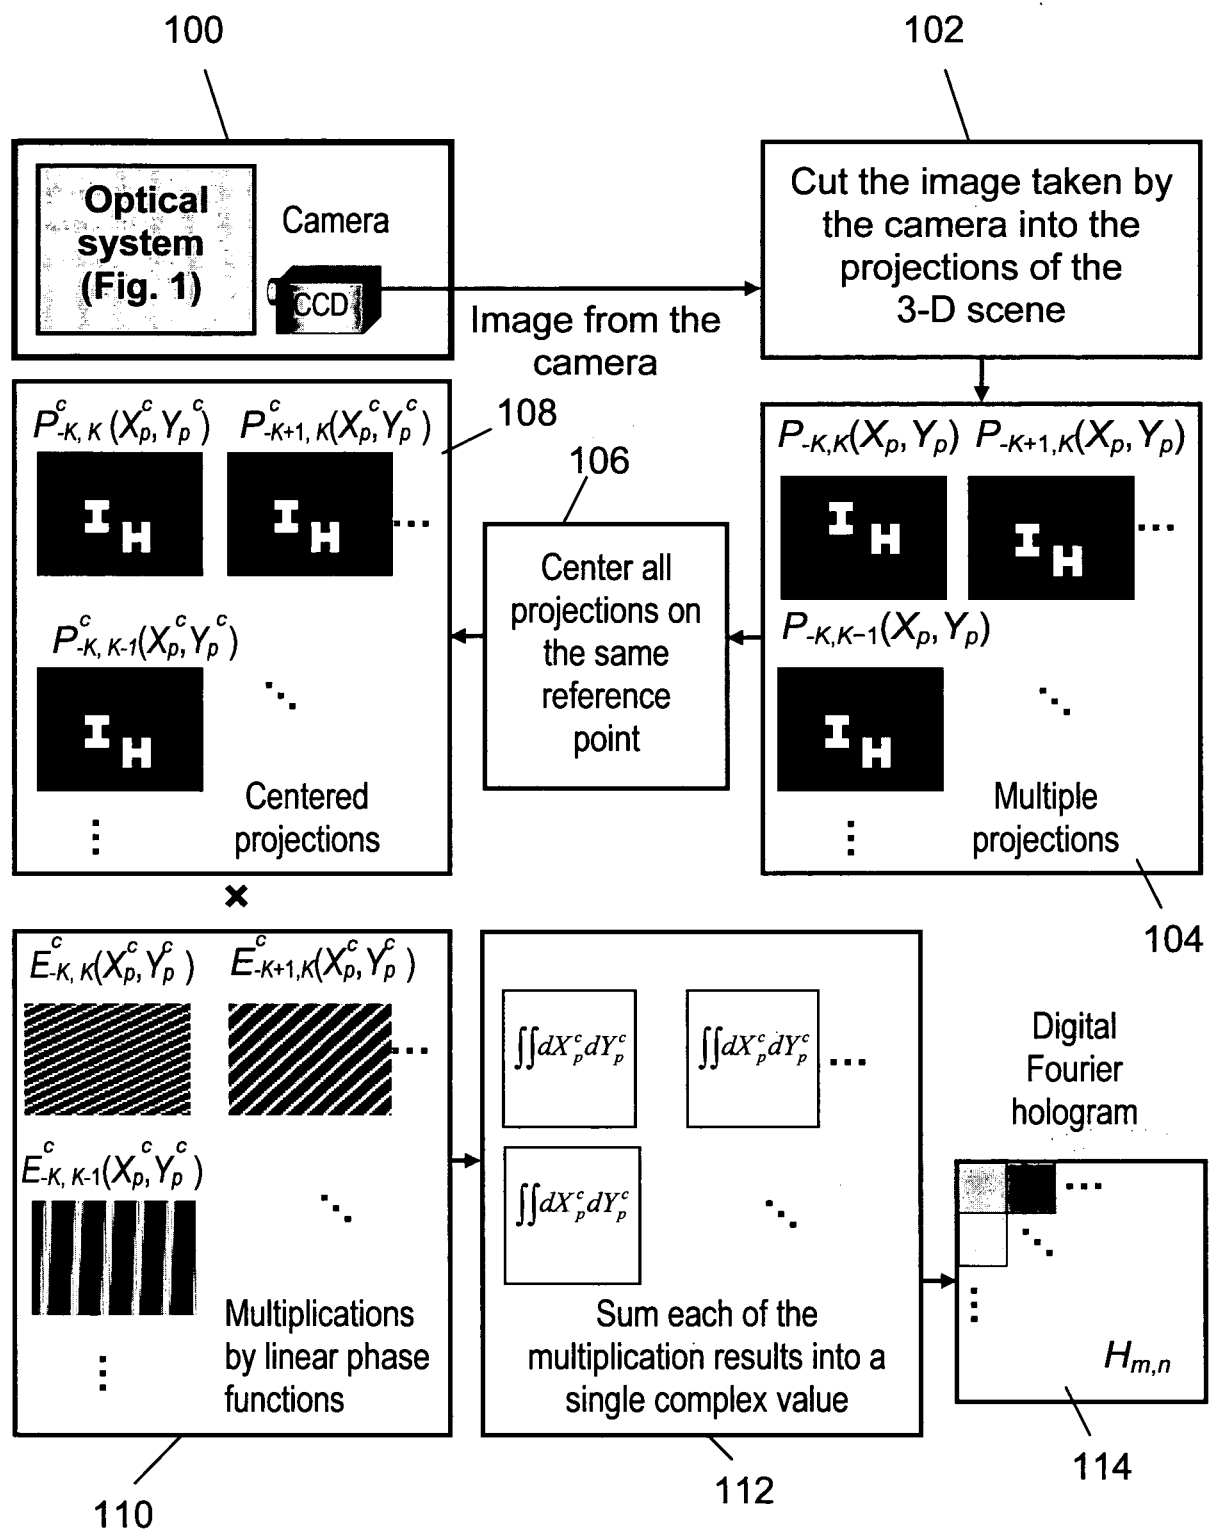 100
102
Optical
system
(Fig. 1)
Camera
CCD
Image from the
camera
Cut the image taken by
the camera into the
projections of the
3-D scene
P^c_{-K, K}(X^c_p, Y^c_p)
P^c_{-K+1, K}(X^c_p, Y^c_p)
108
I H
I H
...
P^c_{-K, K-1}(X^c_p, Y^c_p)
I H
Centered
projections
106
Center all
projections on
the same
reference
point
P_{-K,K}(X_p, Y_p)
P_{-K+1,K}(X_p, Y_p)
I H
I H
...
P_{-K,K-1}(X_p, Y_p)
I H
Multiple
projections
104
×
E^c_{-K, K}(X^c_p, Y^c_p)
E^c_{-K+1,K}(X^c_p, Y^c_p)
...
E^c_{-K, K-1}(X^c_p, Y^c_p)
Multiplications
by linear phase
functions
110
∫∫dX^c_p dY^c_p
∫∫dX^c_p dY^c_p
...
∫∫dX^c_p dY^c_p
Sum each of the
multiplication results into a
single complex value
112
Digital
Fourier
hologram
...
H_{m,n}
114